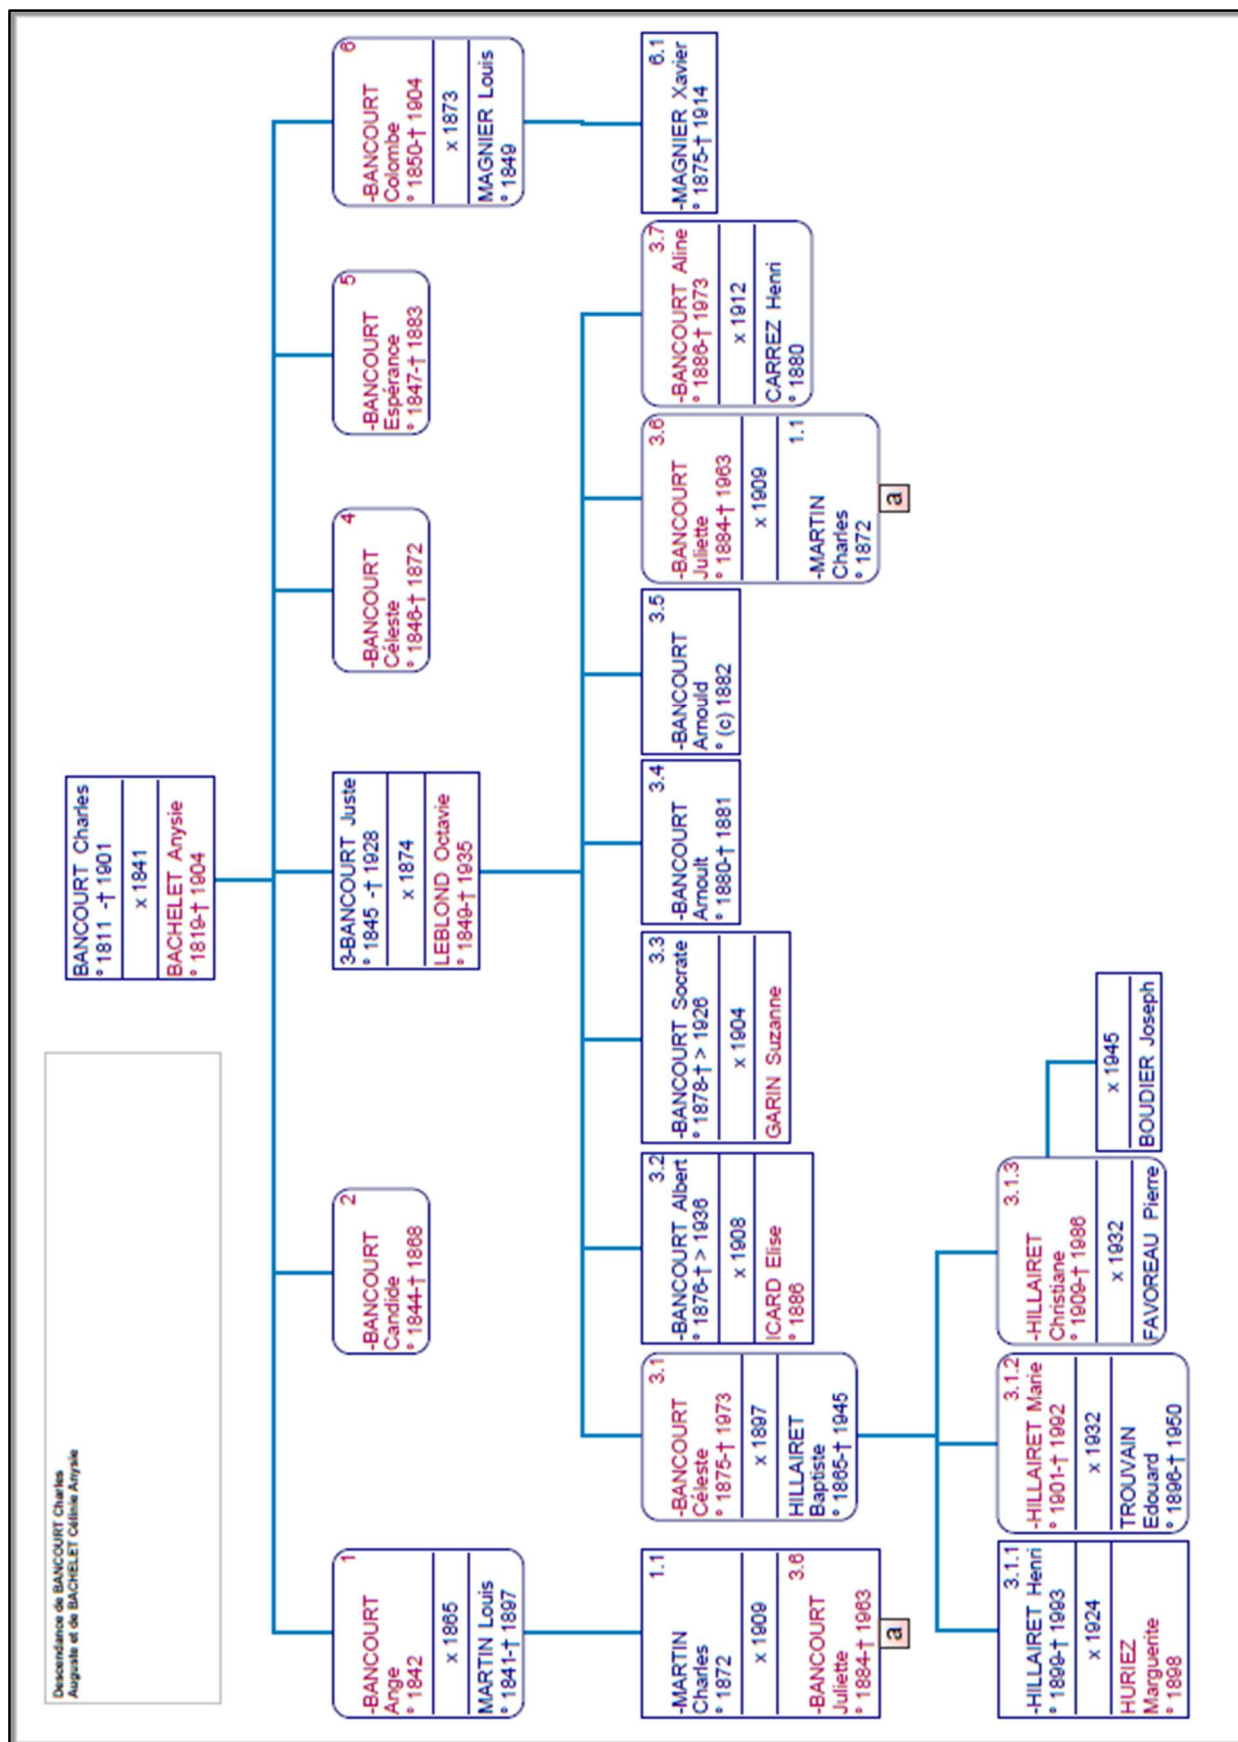 Descendance de BANCOURT Charles
Auguste et de BACHELET Célinie Anysie
BANCOURT Charles
° 1811 -† 1901
x 1841
BACHELET Anysie
° 1819-† 1904
1
-BANCOURT
Ange
° 1842
x 1865
MARTIN Louis
° 1841-† 1897
2
-BANCOURT
Candide
° 1844-† 1868
3-BANCOURT Juste
° 1845 -† 1928
x 1874
LEBLOND Octavie
° 1849-† 1935
4
-BANCOURT
Céleste
° 1846-† 1872
5
-BANCOURT
Espérance
° 1847-† 1883
6
-BANCOURT
Colombe
° 1850-† 1904
x 1873
MAGNIER Louis
° 1849
1.1
-MARTIN
Charles
° 1872
x 1909
3.6
-BANCOURT
Juliette
° 1884-† 1963
a
3.1
-BANCOURT
Céleste
° 1875-† 1973
x 1897
HILLAIRET
Baptiste
° 1865-† 1945
3.2
-BANCOURT Albert
° 1876-† > 1936
x 1908
ICARD Elise
° 1886
3.3
-BANCOURT Socrate
° 1878-† > 1926
x 1904
GARIN Suzanne
3.4
-BANCOURT
Arnoult
° 1880-† 1881
3.5
-BANCOURT
Arnould
° (c) 1882
3.6
-BANCOURT
Juliette
° 1884-† 1963
x 1909
1.1
-MARTIN
Charles
° 1872
a
3.7
-BANCOURT Aline
° 1886-† 1973
x 1912
CARREZ Henri
° 1880
6.1
-MAGNIER Xavier
° 1875-† 1914
3.1.1
-HILLAIRET Henri
° 1899-† 1993
x 1924
HURIEZ
Marguerite
° 1898
3.1.2
-HILLAIRET Marie
° 1901-† 1992
x 1932
TROUVAIN
Edouard
° 1896-† 1950
3.1.3
-HILLAIRET
Christiane
° 1909-† 1986
x 1932
FAVOREAU Pierre
x 1945
BOUDIER Joseph